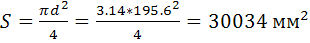 S = πd²/4 = 3.14*195.6²/4 = 30034 мм²